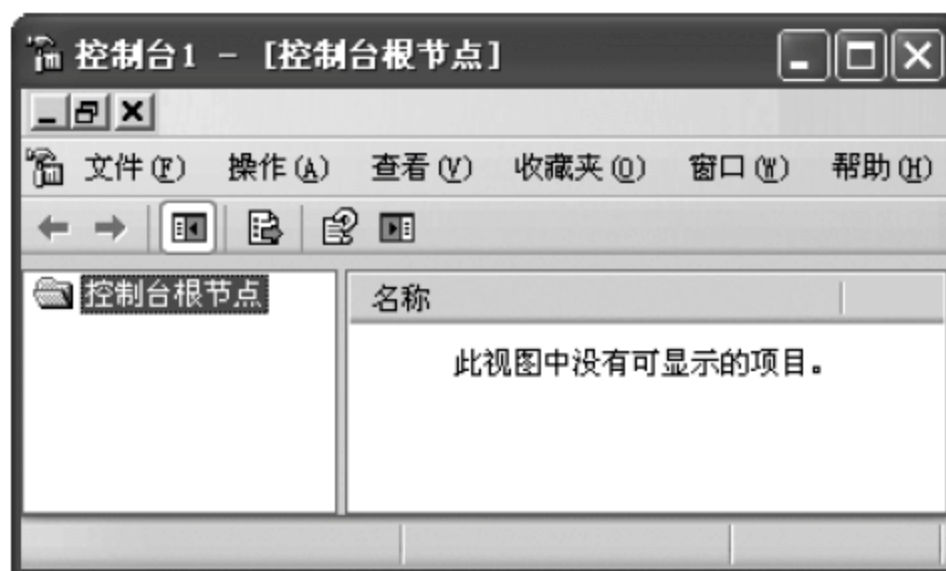 控制台1 - [控制台根节点]
文件(F) 操作(A) 查看(V) 收藏夹(O) 窗口(W) 帮助(H)
控制台根节点
名称
此视图中没有可显示的项目。